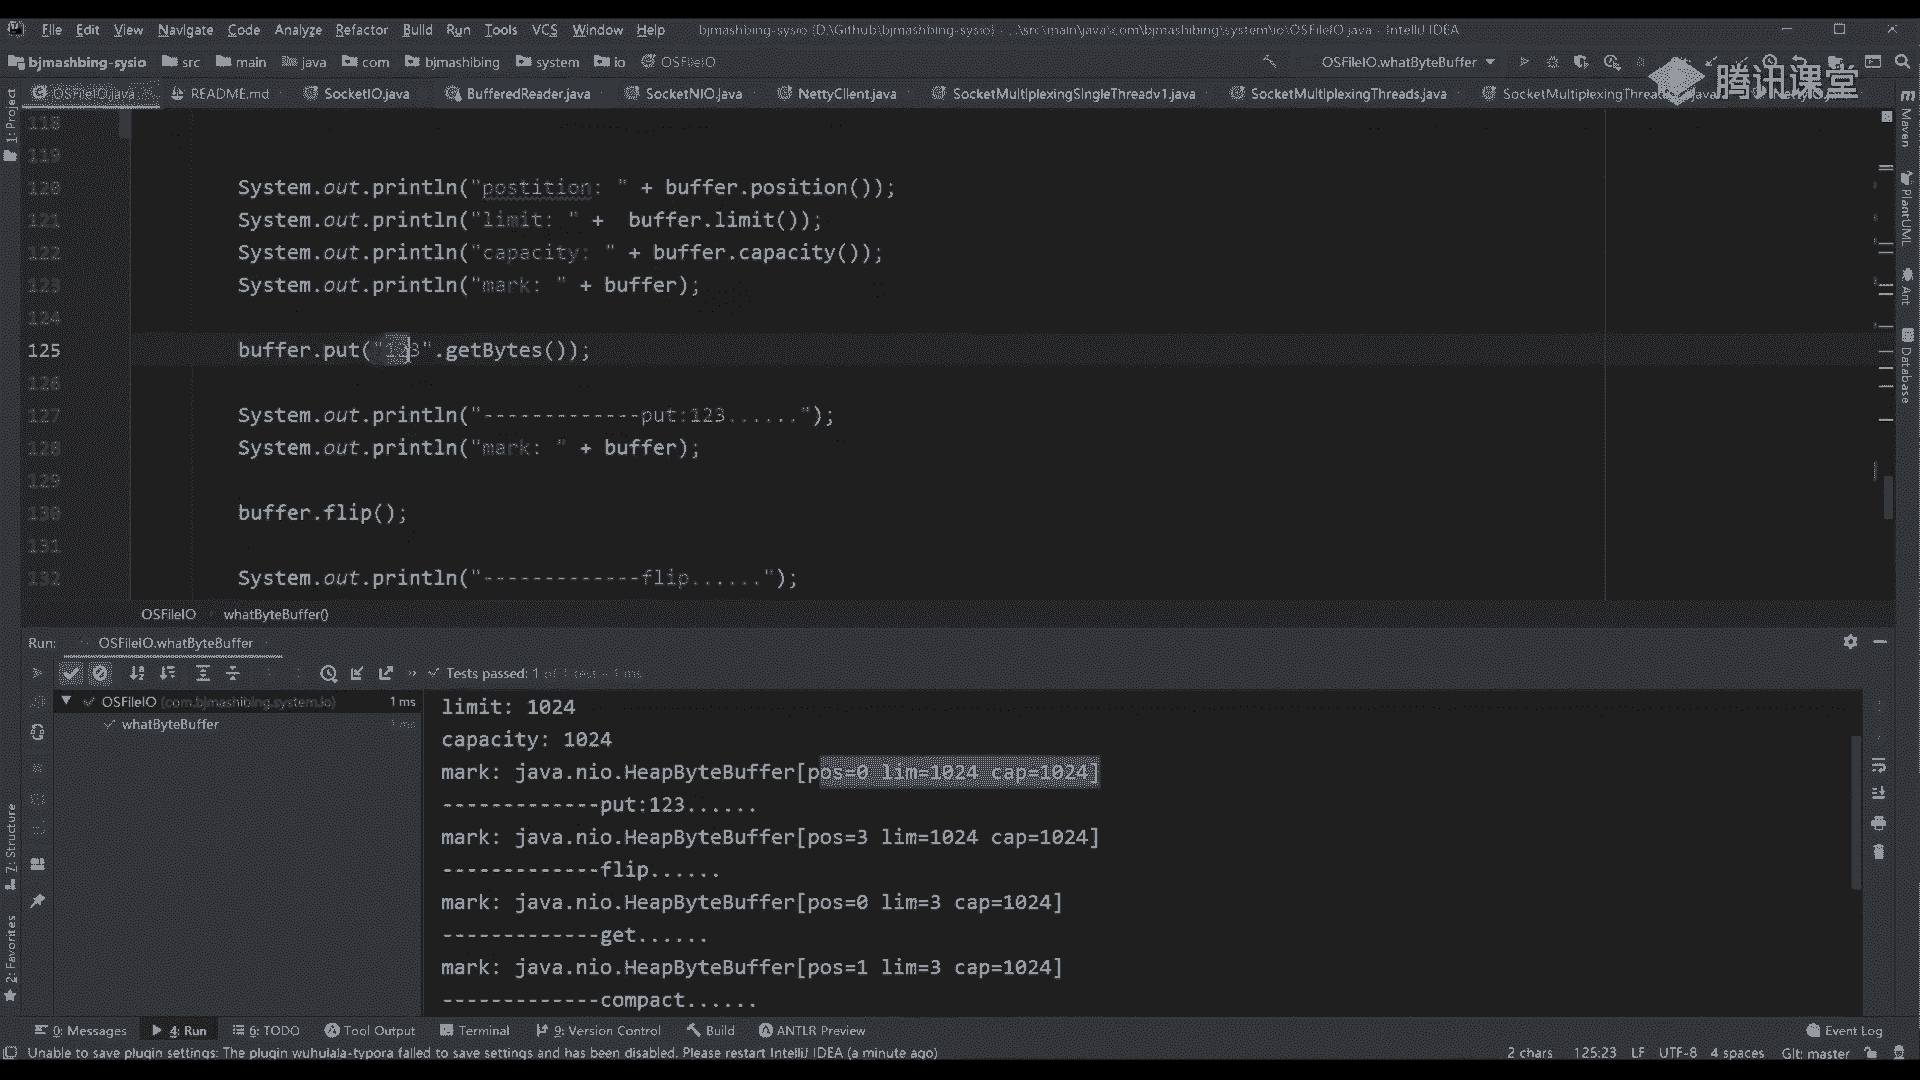 File Edit View Navigate Code Analyze Refactor Build Run Tools VCS Window Help bjmashbing-sysio [D:\Github\bjmashbing-sysio] - ...\src\main\java\com\bjmashibing\system\io\OSFileIO.java - IntelliJ IDEA
bjmashbing-sysio src main java com bjmashibing system io OSFileIO OSFileIO.whatByteBuffer
腾讯课堂
OSFileIO.java README.md SocketIO.java BufferedReader.java SocketNIO.java NettyClient.java SocketMultiplexingSingleThreadv1.java SocketMultiplexingThreads.java
1: Project
Maven
PlantUML
Ant
Database
118
119
120 System.out.println("postition: " + buffer.position());
121 System.out.println("limit: " + buffer.limit());
122 System.out.println("capacity: " + buffer.capacity());
123 System.out.println("mark: " + buffer);
124
125 buffer.put("123".getBytes());
126
127 System.out.println("-------------put:123......");
128 System.out.println("mark: " + buffer);
129
130 buffer.flip();
131
132 System.out.println("-------------flip......");
OSFileIO whatByteBuffer()
Run: OSFileIO.whatByteBuffer
Tests passed: 1 of 1 test - 1 ms
OSFileIO (com.bjmashibing.system.io) 1 ms
whatByteBuffer 1 ms
limit: 1024
capacity: 1024
mark: java.nio.HeapByteBuffer[pos=0 lim=1024 cap=1024]
-------------put:123......
mark: java.nio.HeapByteBuffer[pos=3 lim=1024 cap=1024]
-------------flip......
mark: java.nio.HeapByteBuffer[pos=0 lim=3 cap=1024]
-------------get......
mark: java.nio.HeapByteBuffer[pos=1 lim=3 cap=1024]
-------------compact......
7: Structure
2: Favorites
0: Messages 4: Run 6: TODO Tool Output Terminal 9: Version Control Build ANTLR Preview Event Log
Unable to save plugin settings: The plugin wuhulala-typora failed to save settings and has been disabled. Please restart IntelliJ IDEA (a minute ago) 2 chars 125:23 LF UTF-8 4 spaces Git: master